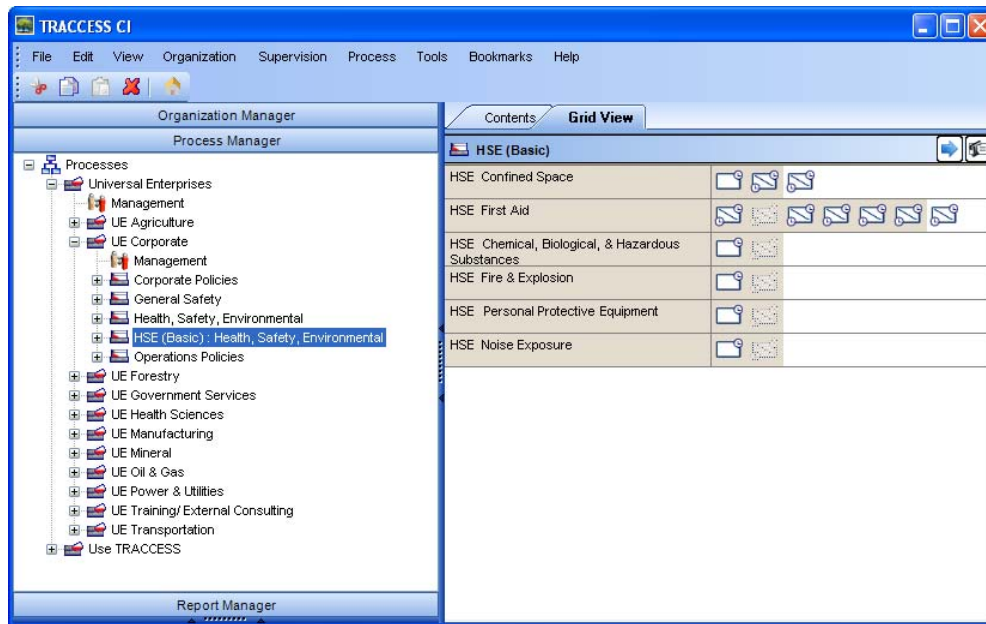 TRACCESS CI
File Edit View Organization Supervision Process Tools Bookmarks Help
Organization Manager
Process Manager
Processes
Universal Enterprises
Management
UE Agriculture
UE Corporate
Management
Corporate Policies
General Safety
Health, Safety, Environmental
HSE (Basic) : Health, Safety, Environmental
Operations Policies
UE Forestry
UE Government Services
UE Health Sciences
UE Manufacturing
UE Mineral
UE Oil & Gas
UE Power & Utilities
UE Training/ External Consulting
UE Transportation
Use TRACCESS
Report Manager
Contents Grid View
HSE (Basic)
HSE Confined Space
HSE First Aid
HSE Chemical, Biological, & Hazardous
Substances
HSE Fire & Explosion
HSE Personal Protective Equipment
HSE Noise Exposure